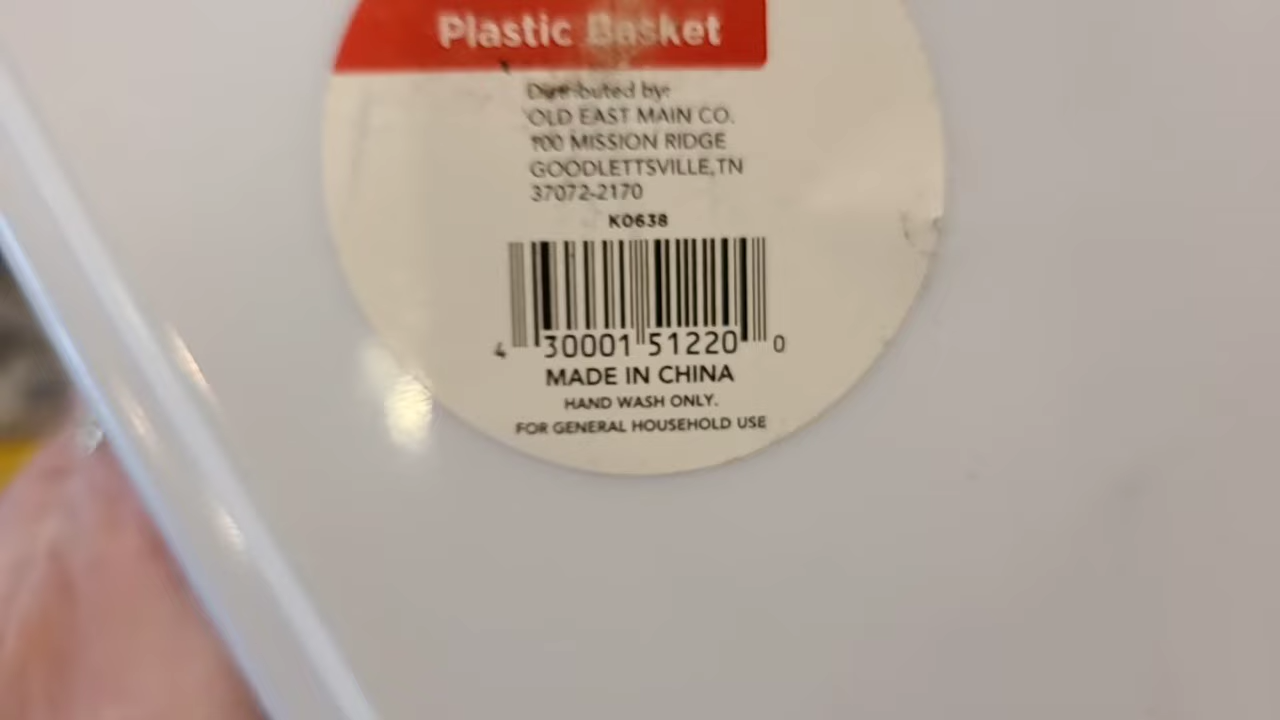 Plastic Basket
Distributed by:
OLD EAST MAIN CO.
100 MISSION RIDGE
GOODLETTSVILLE,TN
37072-2170
K0638
4 30001 51220 0
MADE IN CHINA
HAND WASH ONLY.
FOR GENERAL HOUSEHOLD USE